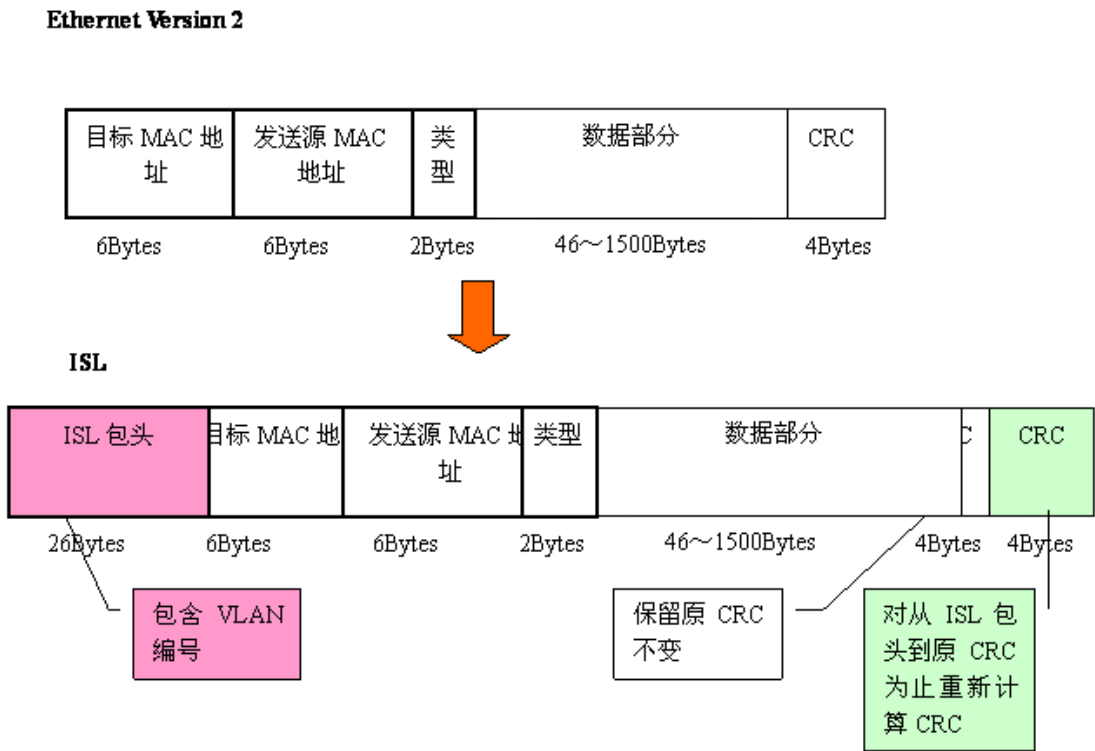 Ethernet Version 2
目标 MAC 地
址
发送源 MAC
地址
类
型
数据部分
CRC
6Bytes
6Bytes
2Bytes
46～1500Bytes
4Bytes
ISL
ISL 包头
目标 MAC 地
发送源 MAC 地
址
类型
数据部分
C
CRC
26Bytes
6Bytes
6Bytes
2Bytes
46～1500Bytes
4Bytes
4Bytes
包含 VLAN
编号
保留原 CRC
不变
对从 ISL 包
头到原 CRC
为止重新计
算 CRC